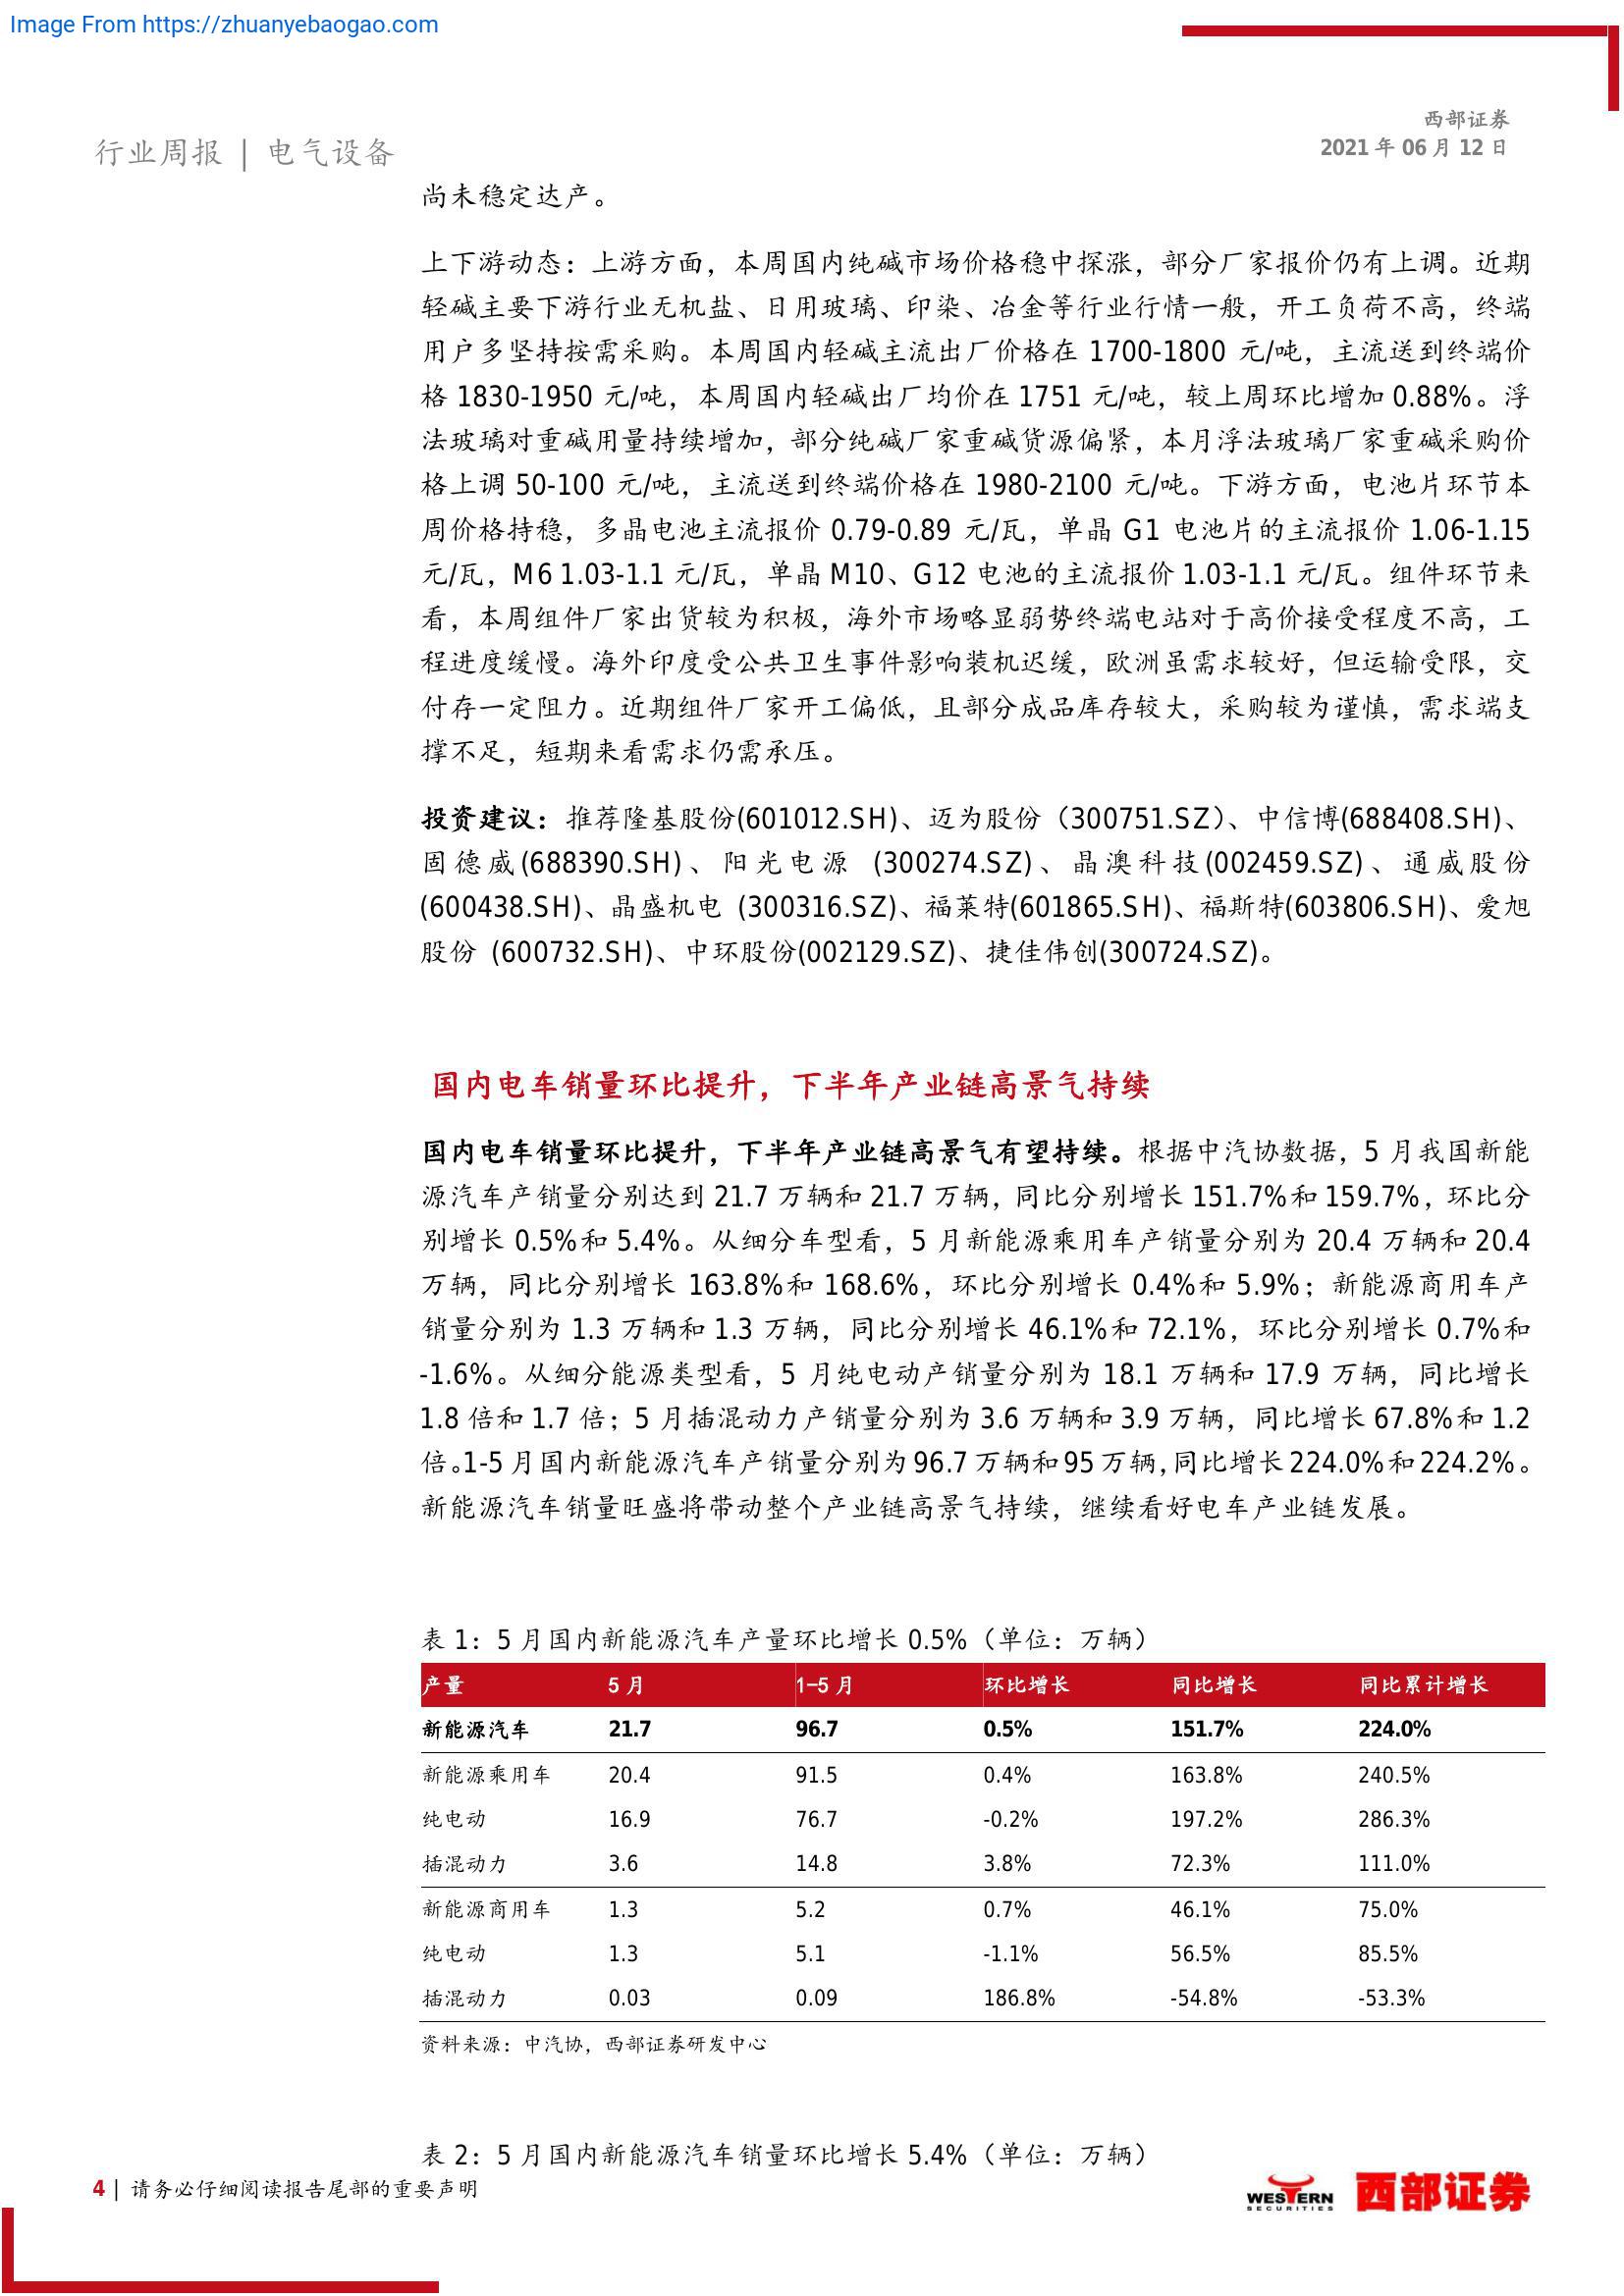 Image From https://zhuanyebaogao.com
西部证券
2021 年 06 月 12 日
行业周报 | 电气设备
尚未稳定达产。
上下游动态：上游方面，本周国内纯碱市场价格稳中探涨，部分厂家报价仍有上调。近期
轻碱主要下游行业无机盐、日用玻璃、印染、冶金等行业行情一般，开工负荷不高，终端
用户多坚持按需采购。本周国内轻碱主流出厂价格在 1700-1800 元/吨，主流送到终端价
格 1830-1950 元/吨，本周国内轻碱出厂均价在 1751 元/吨，较上周环比增加 0.88%。浮
法玻璃对重碱用量持续增加，部分纯碱厂家重碱货源偏紧，本月浮法玻璃厂家重碱采购价
格上调 50-100 元/吨，主流送到终端价格在 1980-2100 元/吨。下游方面，电池片环节本
周价格持稳，多晶电池主流报价 0.79-0.89 元/瓦，单晶 G1 电池片的主流报价 1.06-1.15
元/瓦，M6 1.03-1.1 元/瓦，单晶 M10、G12 电池的主流报价 1.03-1.1 元/瓦。组件环节来
看，本周组件厂家出货较为积极，海外市场略显弱势终端电站对于高价接受程度不高，工
程进度缓慢。海外印度受公共卫生事件影响装机迟缓，欧洲虽需求较好，但运输受限，交
付存一定阻力。近期组件厂家开工偏低，且部分成品库存较大，采购较为谨慎，需求端支
撑不足，短期来看需求仍需承压。
投资建议：推荐隆基股份(601012.SH)、迈为股份（300751.SZ）、中信博(688408.SH)、
固德威(688390.SH)、阳光电源 (300274.SZ)、晶澳科技(002459.SZ)、通威股份
(600438.SH)、晶盛机电 (300316.SZ)、福莱特(601865.SH)、福斯特(603806.SH)、爱旭
股份 (600732.SH)、中环股份(002129.SZ)、捷佳伟创(300724.SZ)。
国内电车销量环比提升，下半年产业链高景气持续
国内电车销量环比提升，下半年产业链高景气有望持续。根据中汽协数据，5 月我国新能
源汽车产销量分别达到 21.7 万辆和 21.7 万辆，同比分别增长 151.7%和 159.7%，环比分
别增长 0.5%和 5.4%。从细分车型看，5 月新能源乘用车产销量分别为 20.4 万辆和 20.4
万辆，同比分别增长 163.8%和 168.6%，环比分别增长 0.4%和 5.9%；新能源商用车产
销量分别为 1.3 万辆和 1.3 万辆，同比分别增长 46.1%和 72.1%，环比分别增长 0.7%和
-1.6%。从细分能源类型看，5 月纯电动产销量分别为 18.1 万辆和 17.9 万辆，同比增长
1.8 倍和 1.7 倍；5 月插混动力产销量分别为 3.6 万辆和 3.9 万辆，同比增长 67.8%和 1.2
倍。1-5 月国内新能源汽车产销量分别为 96.7 万辆和 95 万辆，同比增长 224.0%和 224.2%。
新能源汽车销量旺盛将带动整个产业链高景气持续，继续看好电车产业链发展。
表 1：5 月国内新能源汽车产量环比增长 0.5%（单位：万辆）
产量 5 月 1-5 月 环比增长 同比增长 同比累计增长
新能源汽车 21.7 96.7 0.5% 151.7% 224.0%
新能源乘用车 20.4 91.5 0.4% 163.8% 240.5%
纯电动 16.9 76.7 -0.2% 197.2% 286.3%
插混动力 3.6 14.8 3.8% 72.3% 111.0%
新能源商用车 1.3 5.2 0.7% 46.1% 75.0%
纯电动 1.3 5.1 -1.1% 56.5% 85.5%
插混动力 0.03 0.09 186.8% -54.8% -53.3%
资料来源：中汽协，西部证券研发中心
表 2：5 月国内新能源汽车销量环比增长 5.4%（单位：万辆）
4 | 请务必仔细阅读报告尾部的重要声明
WESTERN
SECURITIES
西部证券